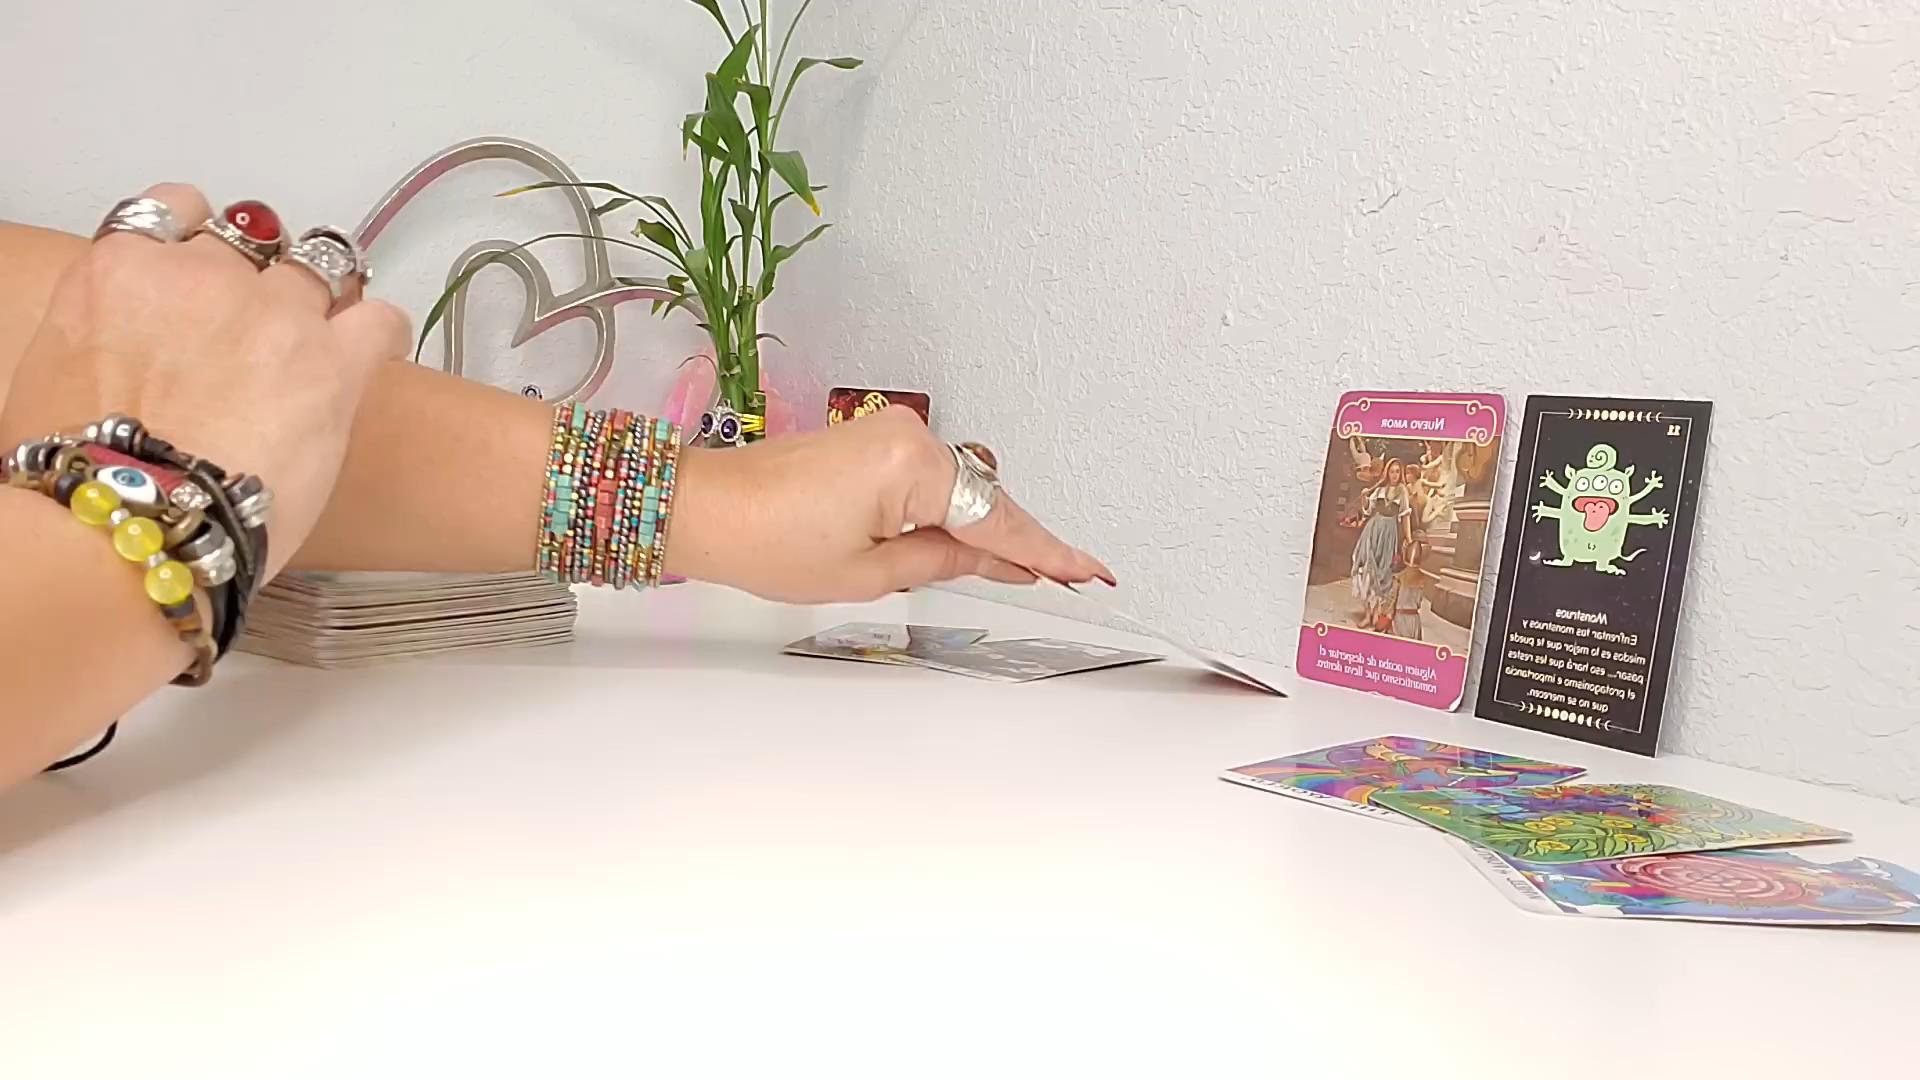 NUEVO AMOR
Alguien acaba de despertar el
romanticismo que lleva dentro.
Monstruos
Enfrentar tus monstruos y
miedos es lo mejor que te puede
pasar.... eso hará que les restes
el protagonismo e importancia
que no se merecen.
THE